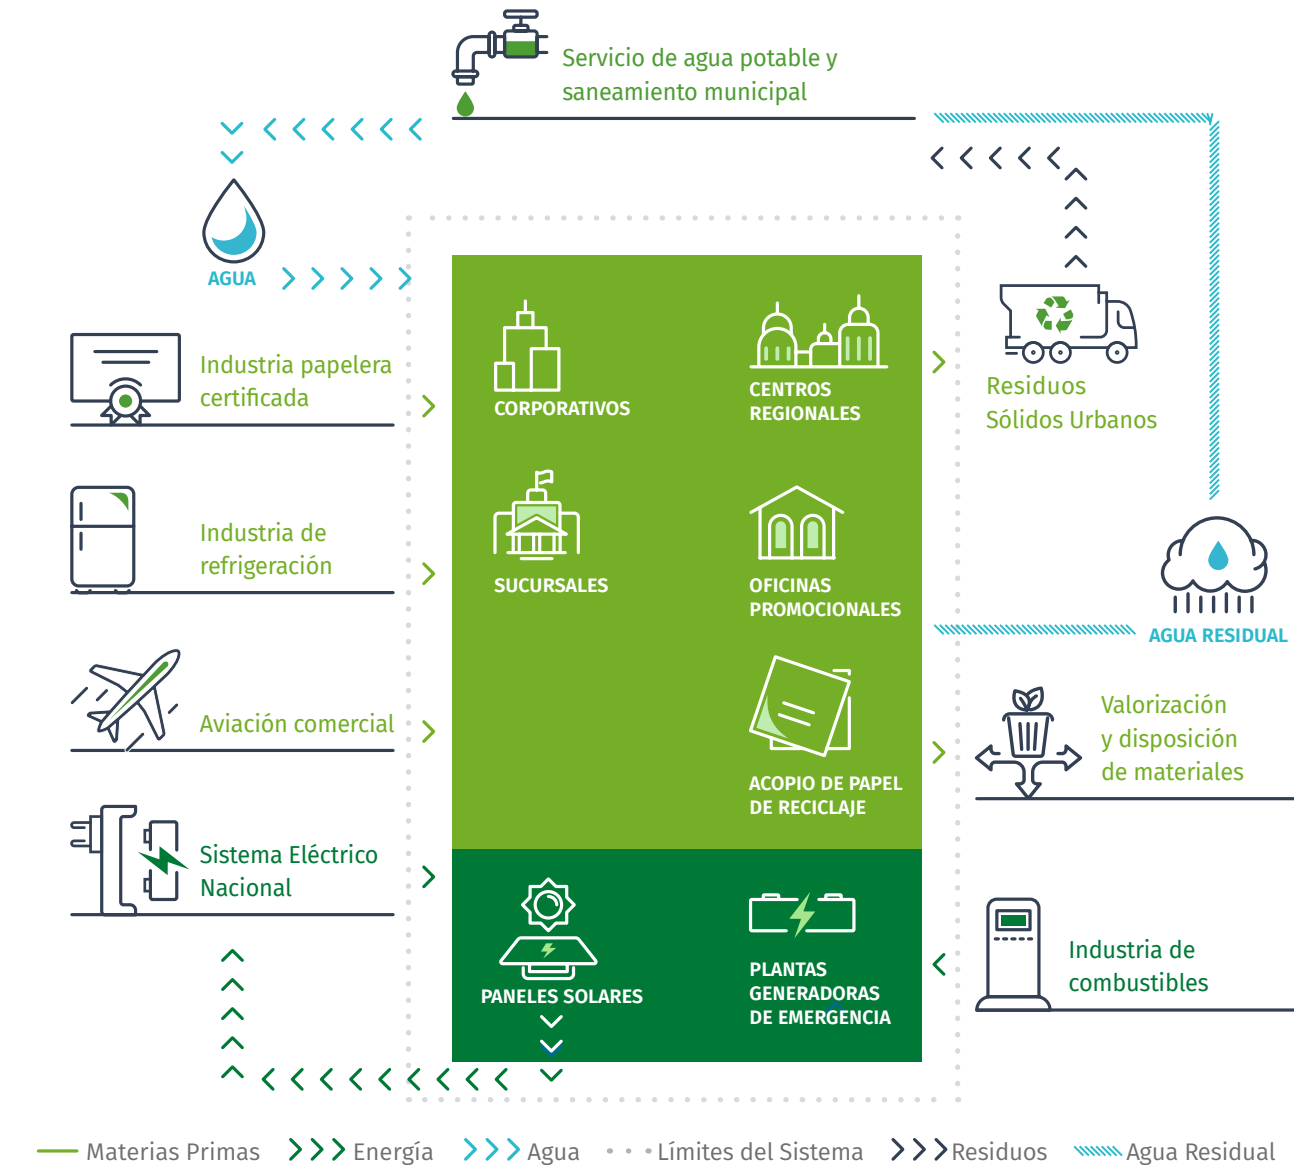 Servicio de agua potable y
saneamiento municipal
AGUA
Industria papelera
certificada
Industria de
refrigeración
Aviación comercial
Sistema Eléctrico
Nacional
CORPORATIVOS
CENTROS
REGIONALES
SUCURSALES
OFICINAS
PROMOCIONALES
ACOPIO DE PAPEL
DE RECICLAJE
PANELES SOLARES
PLANTAS
GENERADORAS
DE EMERGENCIA
Residuos
Sólidos Urbanos
AGUA RESIDUAL
Valorización
y disposición
de materiales
Industria de
combustibles
Materias Primas Energía Agua Límites del Sistema Residuos Agua Residual